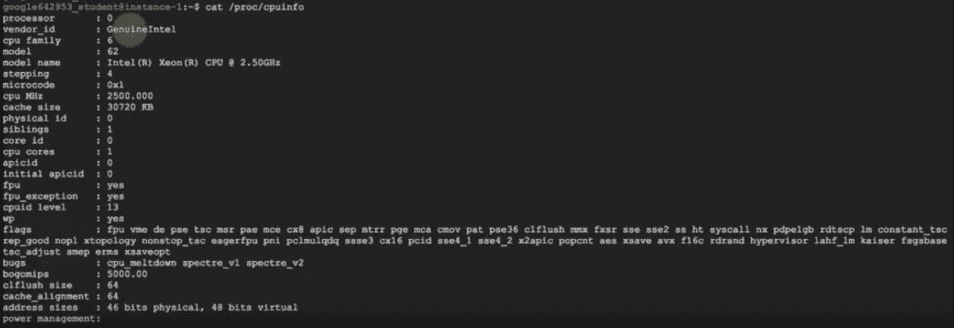 google642953_student@instance-1:~$ cat /proc/cpuinfo
processor : 0
vendor_id : GenuineIntel
cpu family : 6
model : 62
model name : Intel(R) Xeon(R) CPU @ 2.50GHz
stepping : 4
microcode : 0x1
cpu MHz : 2500.000
cache size : 30720 KB
physical id : 0
siblings : 1
core id : 0
cpu cores : 1
apicid : 0
initial apicid : 0
fpu : yes
fpu_exception : yes
cpuid level : 13
wp : yes
flags : fpu vme de pse tsc msr pae mce cx8 apic sep mtrr pge mca cmov pat pse36 clflush mmx fxsr sse sse2 ss ht syscall nx pdpe1gb rdtscp lm constant_tsc
rep_good nopl xtopology nonstop_tsc eagerfpu pni pclmulqdq ssse3 cx16 pcid sse4_1 sse4_2 x2apic popcnt aes xsave avx f16c rdrand hypervisor lahf_lm kaiser fsgsbase
tsc_adjust smep erms xsaveopt
bugs : cpu_meltdown spectre_v1 spectre_v2
bogomips : 5000.00
clflush size : 64
cache_alignment : 64
address sizes : 46 bits physical, 48 bits virtual
power management: